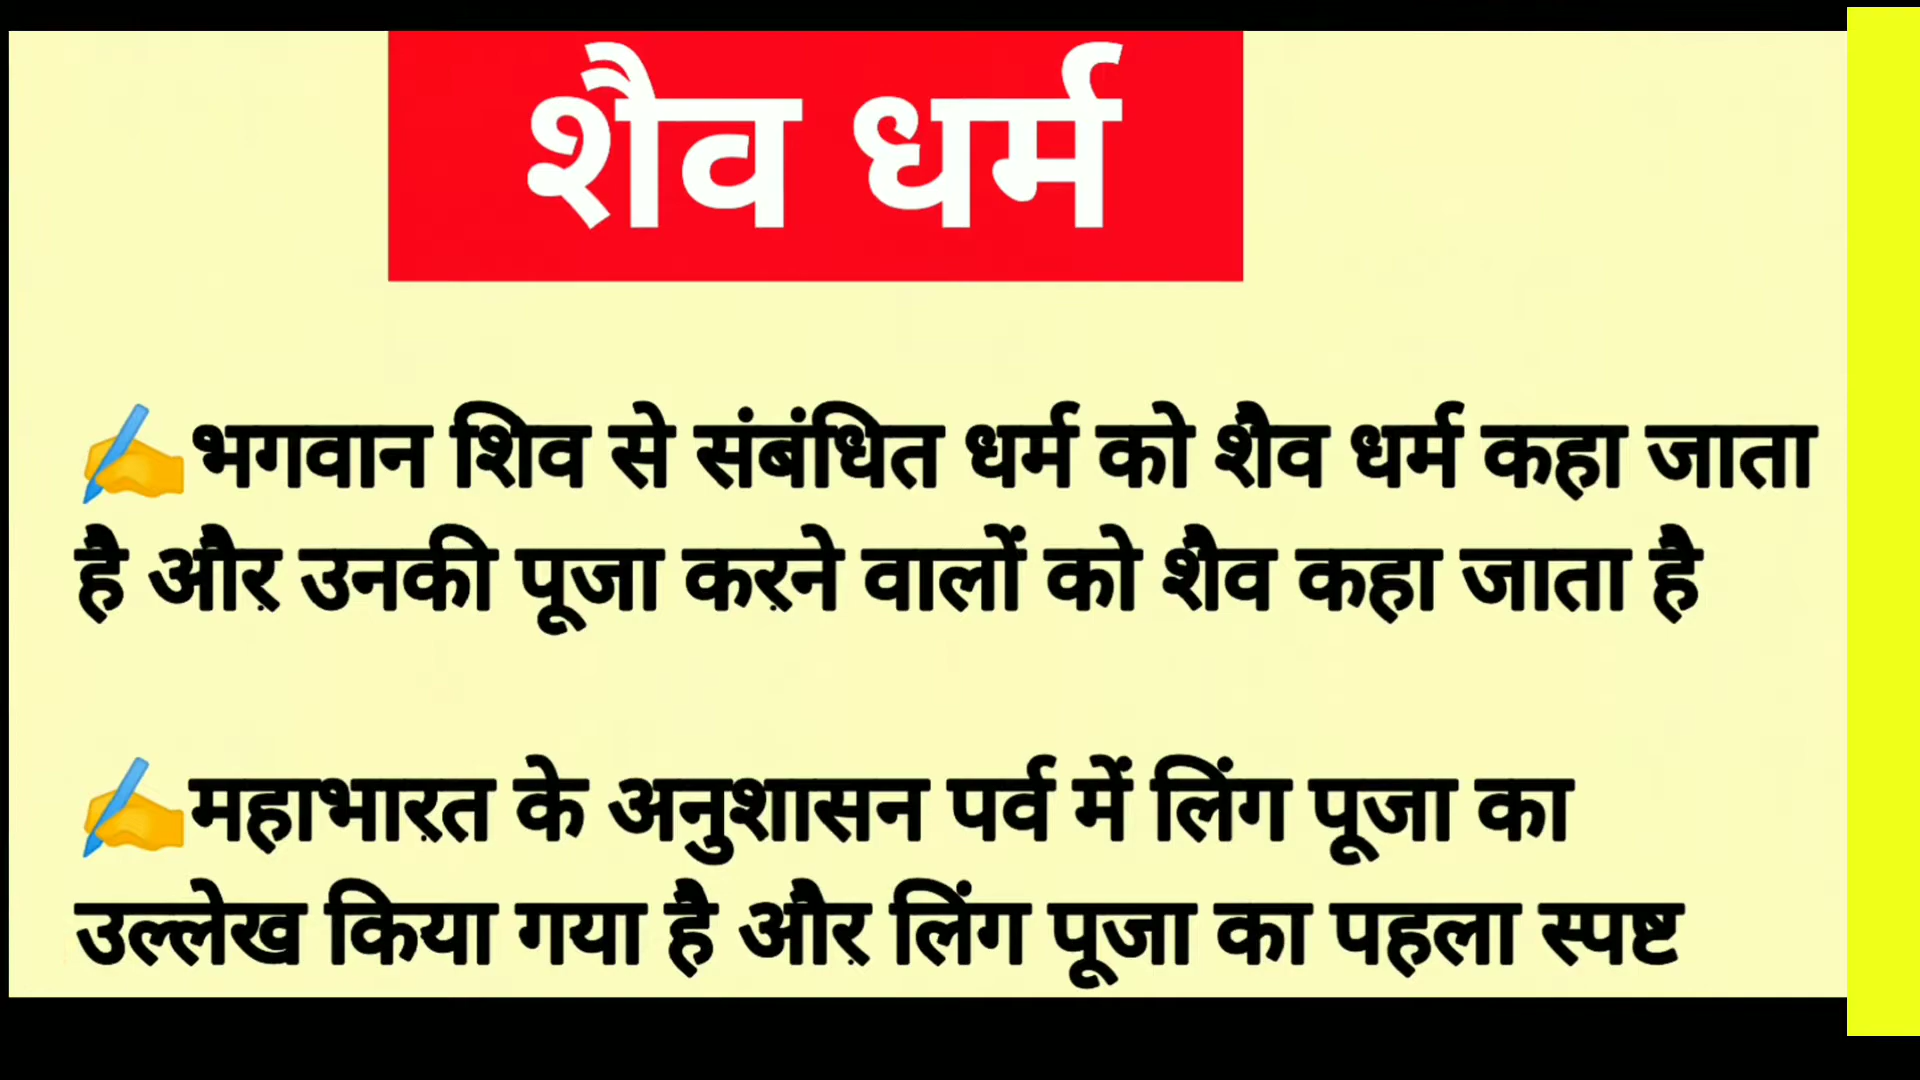 शैव धर्म
✍️भगवान शिव से संबंधित धर्म को शैव धर्म कहा जाता
है और उनकी पूजा करने वालों को शैव कहा जाता है
✍️महाभारत के अनुशासन पर्व में लिंग पूजा का
उल्लेख किया गया है और लिंग पूजा का पहला स्पष्ट